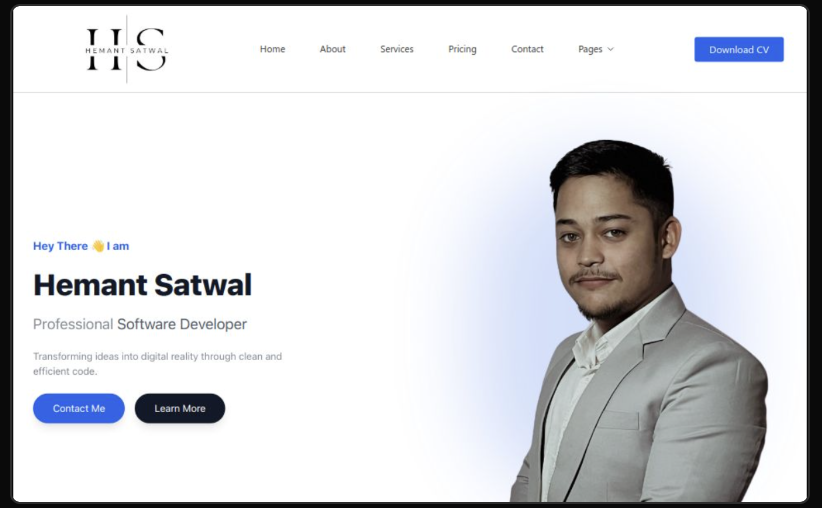 HS
HEMANT SATWAL
Home
About
Services
Pricing
Contact
Pages
Download CV
Hey There 👋 I am
Hemant Satwal
Professional Software Developer
Transforming ideas into digital reality through clean and
efficient code.
Contact Me
Learn More